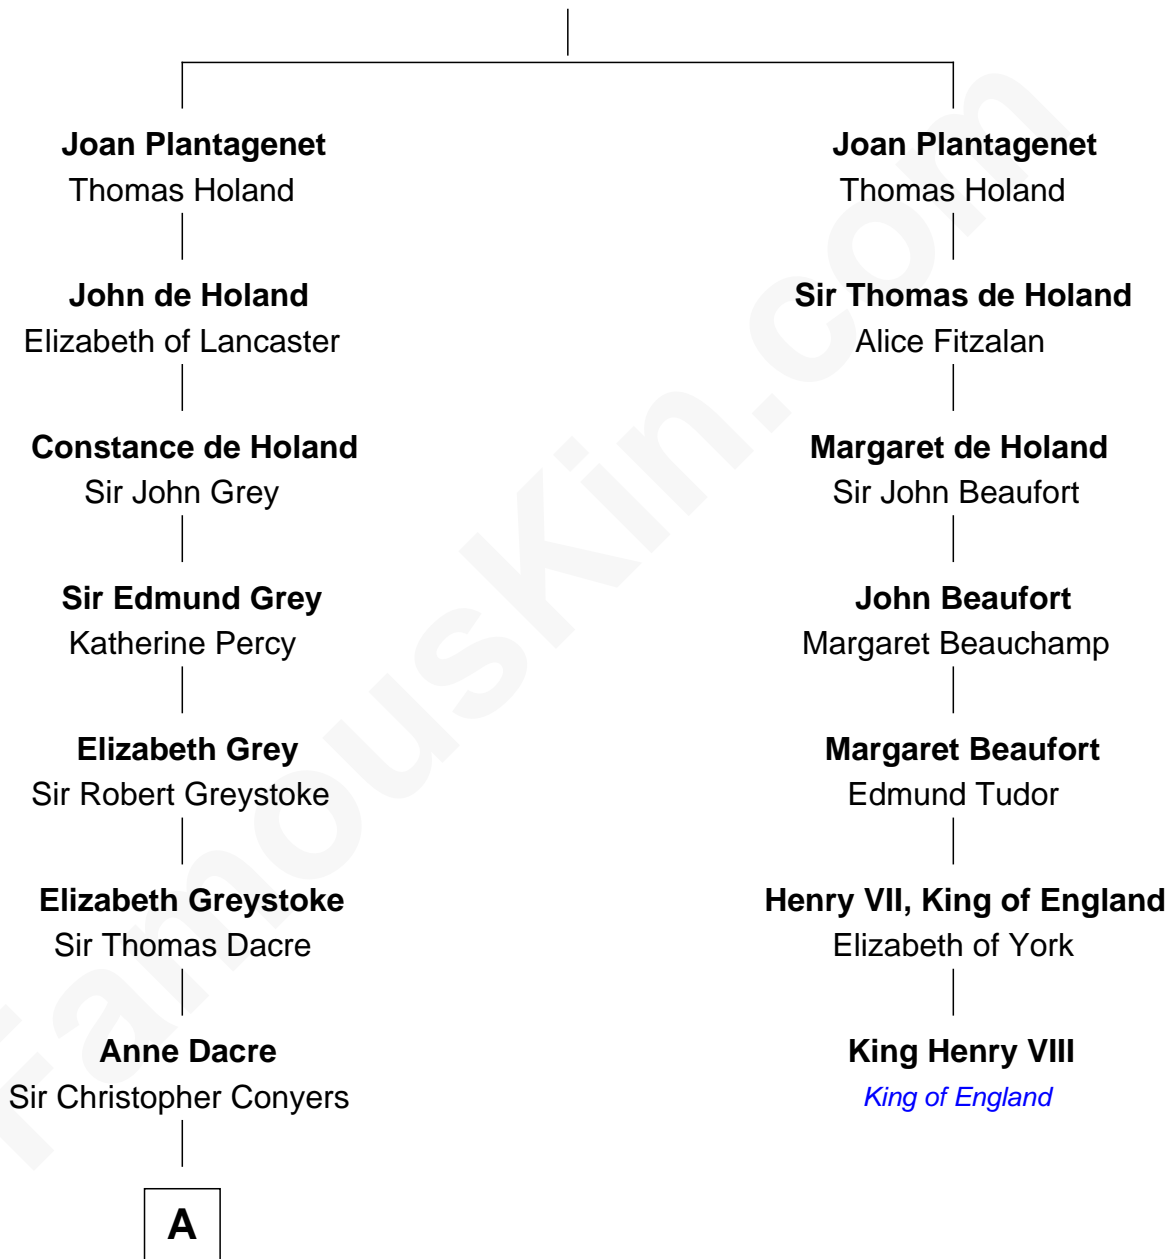 Joan Plantagenet
Thomas Holand
John de Holand
Elizabeth of Lancaster
Constance de Holand
Sir John Grey
Sir Edmund Grey
Katherine Percy
Elizabeth Grey
Sir Robert Greystoke
Elizabeth Greystoke
Sir Thomas Dacre
Anne Dacre
Sir Christopher Conyers
A
Joan Plantagenet
Thomas Holand
Sir Thomas de Holand
Alice Fitzalan
Margaret de Holand
Sir John Beaufort
John Beaufort
Margaret Beauchamp
Margaret Beaufort
Edmund Tudor
Henry VII, King of England
Elizabeth of York
King Henry VIII
King of England
FamousKin.com